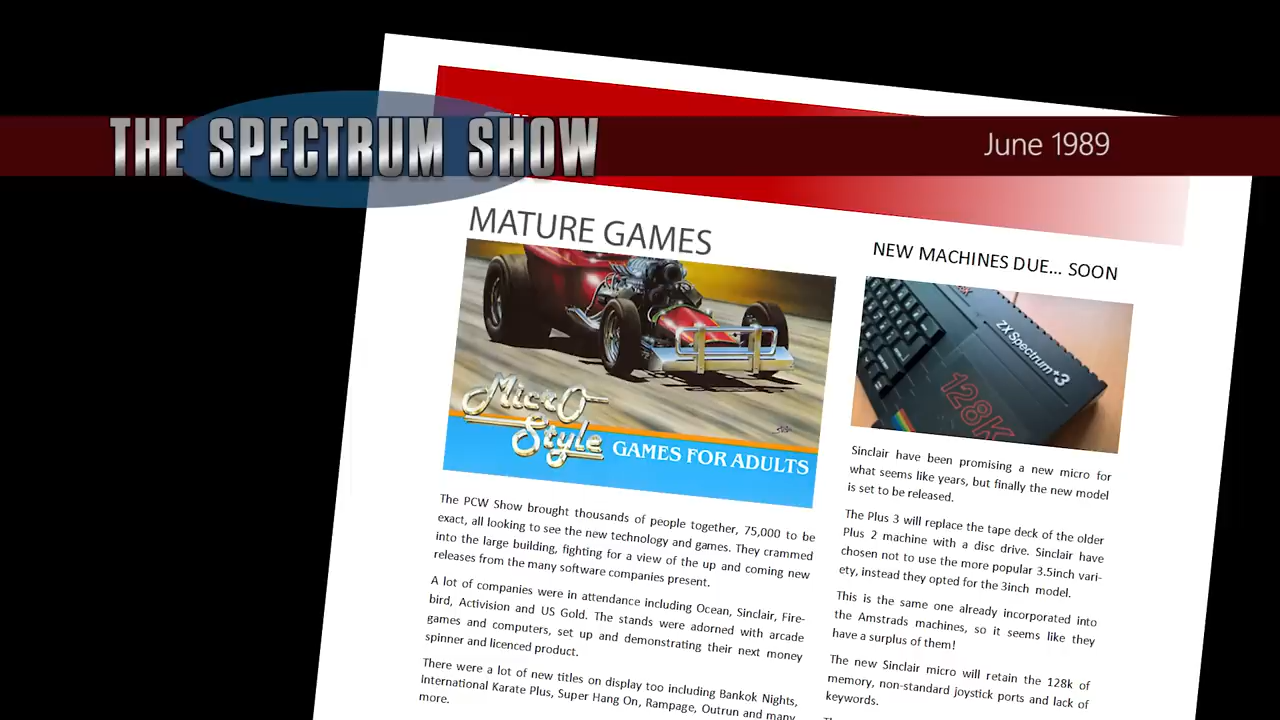 THE SPECTRUM SHOW
June 1989
MATURE GAMES
MicrO
Style
GAMES FOR ADULTS
The PCW Show brought thousands of people together, 75,000 to be
exact, all looking to see the new technology and games. They crammed
into the large building, fighting for a view of the up and coming new
releases from the many software companies present.
A lot of companies were in attendance including Ocean, Sinclair, Fire-
bird, Activision and US Gold. The stands were adorned with arcade
games and computers, set up and demonstrating their next money
spinner and licenced product.
There were a lot of new titles on display too including Bankok Nights,
International Karate Plus, Super Hang On, Rampage, Outrun and many
more.
NEW MACHINES DUE... SOON
ZX Spectrum+3
128K
Sinclair have been promising a new micro for
what seems like years, but finally the new model
is set to be released.
The Plus 3 will replace the tape deck of the older
Plus 2 machine with a disc drive. Sinclair have
chosen not to use the more popular 3.5inch vari-
ety, instead they opted for the 3inch model.
This is the same one already incorporated into
the Amstrads machines, so it seems like they
have a surplus of them!
The new Sinclair micro will retain the 128k of
memory, non-standard joystick ports and lack of
keywords.